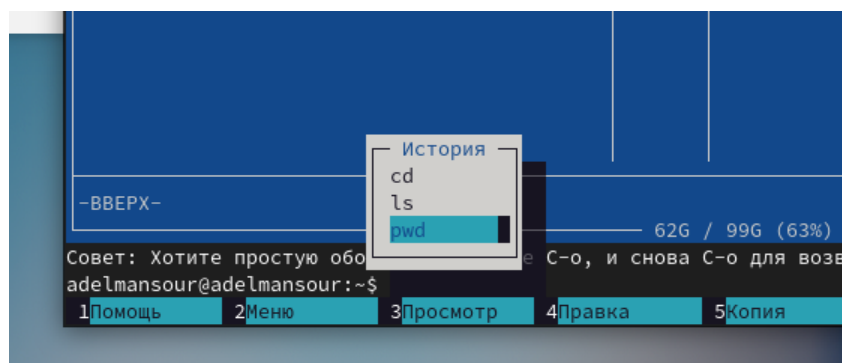 История
cd
ls
-ВВЕРХ-
pwd
62G / 99G (63%)
Совет: Хотите простую обо е C-o, и снова C-o для возв
adelmansour@adelmansour:~$
1Помощь 2Меню 3Просмотр 4Правка 5Копия